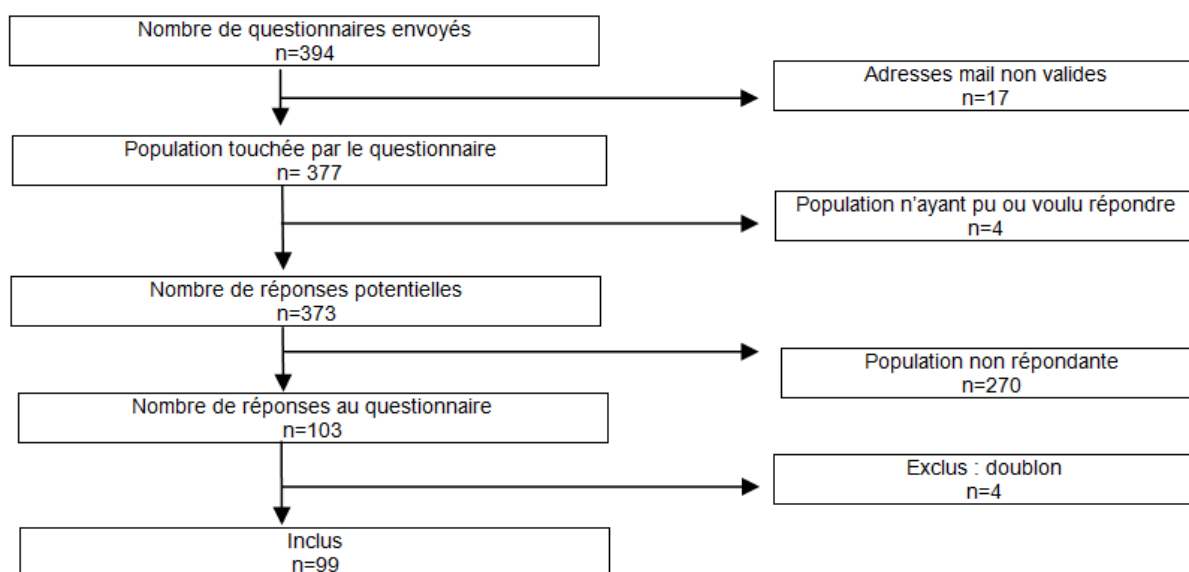 Nombre de questionnaires envoyés
n=394
Adresses mail non valides
n=17
Population touchée par le questionnaire
n= 377
Population n'ayant pu ou voulu répondre
n=4
Nombre de réponses potentielles
n=373
Population non répondante
n=270
Nombre de réponses au questionnaire
n=103
Exclus : doublon
n=4
Inclus
n=99